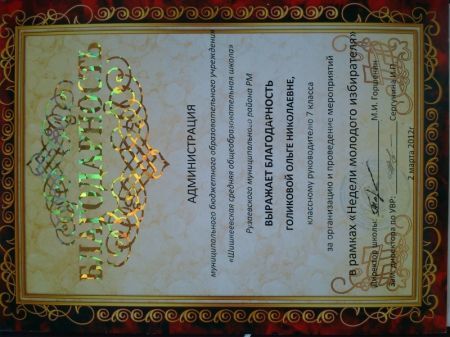 БЛАГОДАРНОСТЬ
АДМИНИСТРАЦИЯ
муниципального бюджетного образовательного учреждения
«Шишкеевская средняя общеобразовательная школа»
Рузаевского муниципального района РМ
ВЫРАЖАЕТ БЛАГОДАРНОСТЬ
ГОЛИКОВОЙ ОЛЬГЕ НИКОЛАЕВНЕ,
классному руководителю 7 класса
за организацию и проведение мероприятий
в рамках «Недели молодого избирателя»
Директор школы: М.И. Горшенин
Зам. директора по УВР: Сергушкина И.П.
2 марта 2012г